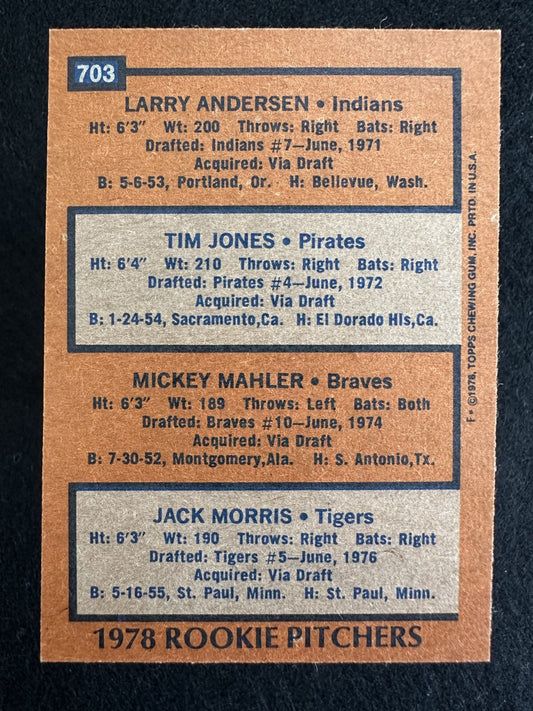 703
LARRY ANDERSEN • Indians
Ht: 6'3" Wt: 200 Throws: Right Bats: Right
Drafted: Indians #7—June, 1971
Acquired: Via Draft
B: 5-6-53, Portland, Or. H: Bellevue, Wash.
TIM JONES • Pirates
Ht: 6'4" Wt: 210 Throws: Right Bats: Right
Drafted: Pirates #4—June, 1972
Acquired: Via Draft
B: 1-24-54, Sacramento,Ca. H: El Dorado Hls,Ca.
MICKEY MAHLER • Braves
Ht: 6'3" Wt: 189 Throws: Left Bats: Both
Drafted: Braves #10—June, 1974
Acquired: Via Draft
B: 7-30-52, Montgomery,Ala. H: S. Antonio,Tx.
JACK MORRIS • Tigers
Ht: 6'3" Wt: 190 Throws: Right Bats: Right
Drafted: Tigers #5—June, 1976
Acquired: Via Draft
B: 5-16-55, St. Paul, Minn. H: St. Paul, Minn.
1978 ROOKIE PITCHERS
F* ©1978, TOPPS CHEWING GUM, INC. PRTD. IN U.S.A.